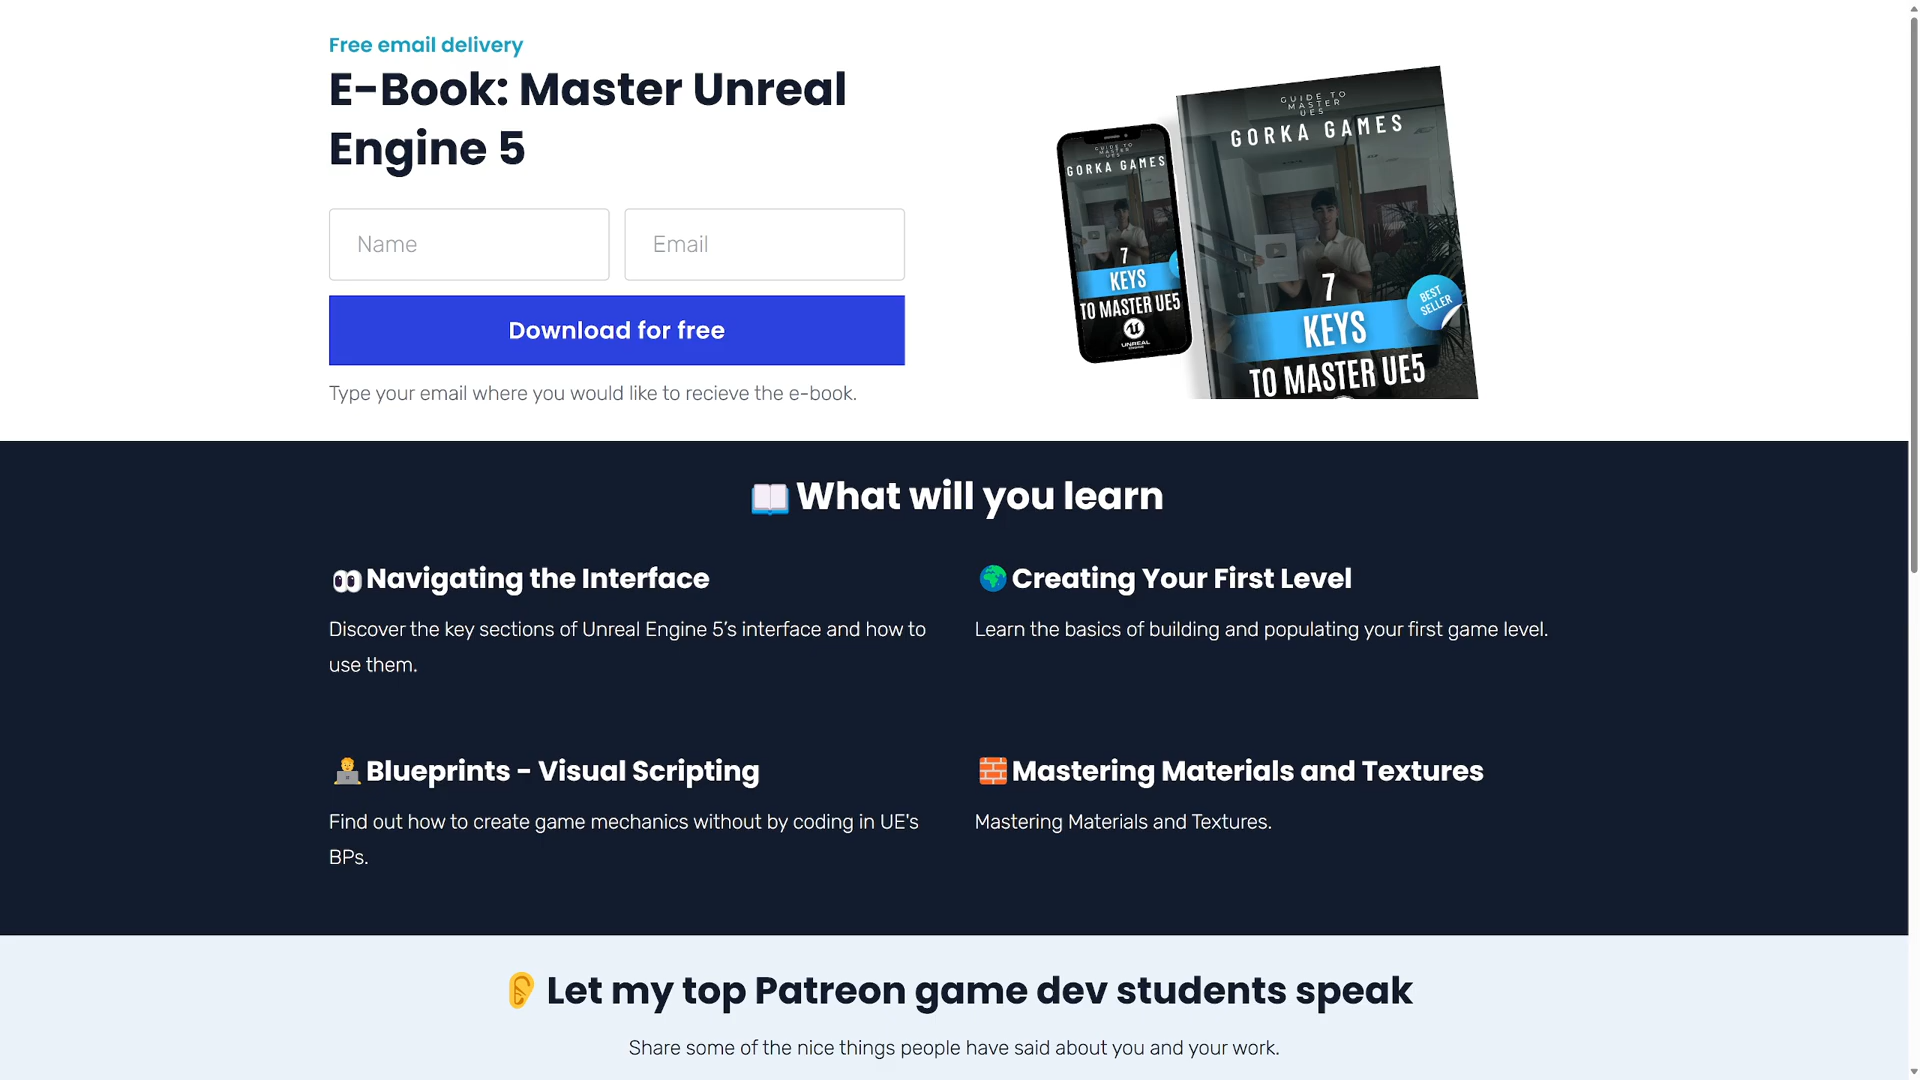 Free email delivery
E-Book: Master Unreal
Engine 5
Name
Email
Download for free
Type your email where you would like to recieve the e-book.
GUIDE TO
MASTER
UE5
GORKA GAMES
7
KEYS
TO MASTER UE5
UNREAL
ENGINE
GUIDE TO
MASTER
UES
GORKA GAMES
7
KEYS
BEST
SELLER
TO MASTER UE5
📖 What will you learn
👀 Navigating the Interface
Discover the key sections of Unreal Engine 5’s interface and how to
use them.
🌍 Creating Your First Level
Learn the basics of building and populating your first game level.
🧑‍💻 Blueprints - Visual Scripting
Find out how to create game mechanics without by coding in UE's
BPs.
🧱 Mastering Materials and Textures
Mastering Materials and Textures.
👂 Let my top Patreon game dev students speak
Share some of the nice things people have said about you and your work.